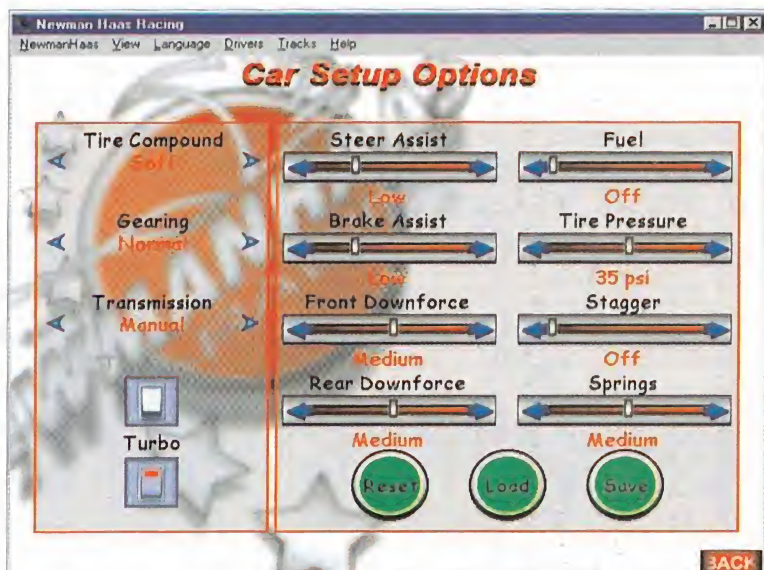 Newman Haas Racing
NewmanHaas View Language Drivers Tracks Help
Car Setup Options
Tire Compound
Soft
Gearing
Normal
Transmission
Manual
Turbo
Steer Assist
Low
Brake Assist
Low
Front Downforce
Medium
Rear Downforce
Medium
Fuel
Off
Tire Pressure
35 psi
Stagger
Off
Springs
Medium
Reset
Load
Save
BACK